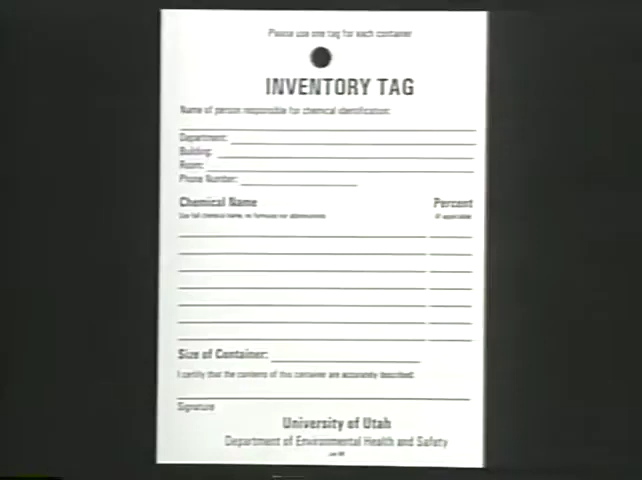 Please use one tag for each container
INVENTORY TAG
Name of person responsible for chemical identification:
Department:
Building:
Room:
Phone Number:
Chemical Name Percent
Use full chemical name, no formulas nor abbreviations If applicable
Size of Container:
I certify that the contents of this container are accurately described:
Signature
University of Utah
Department of Environmental Health and Safety